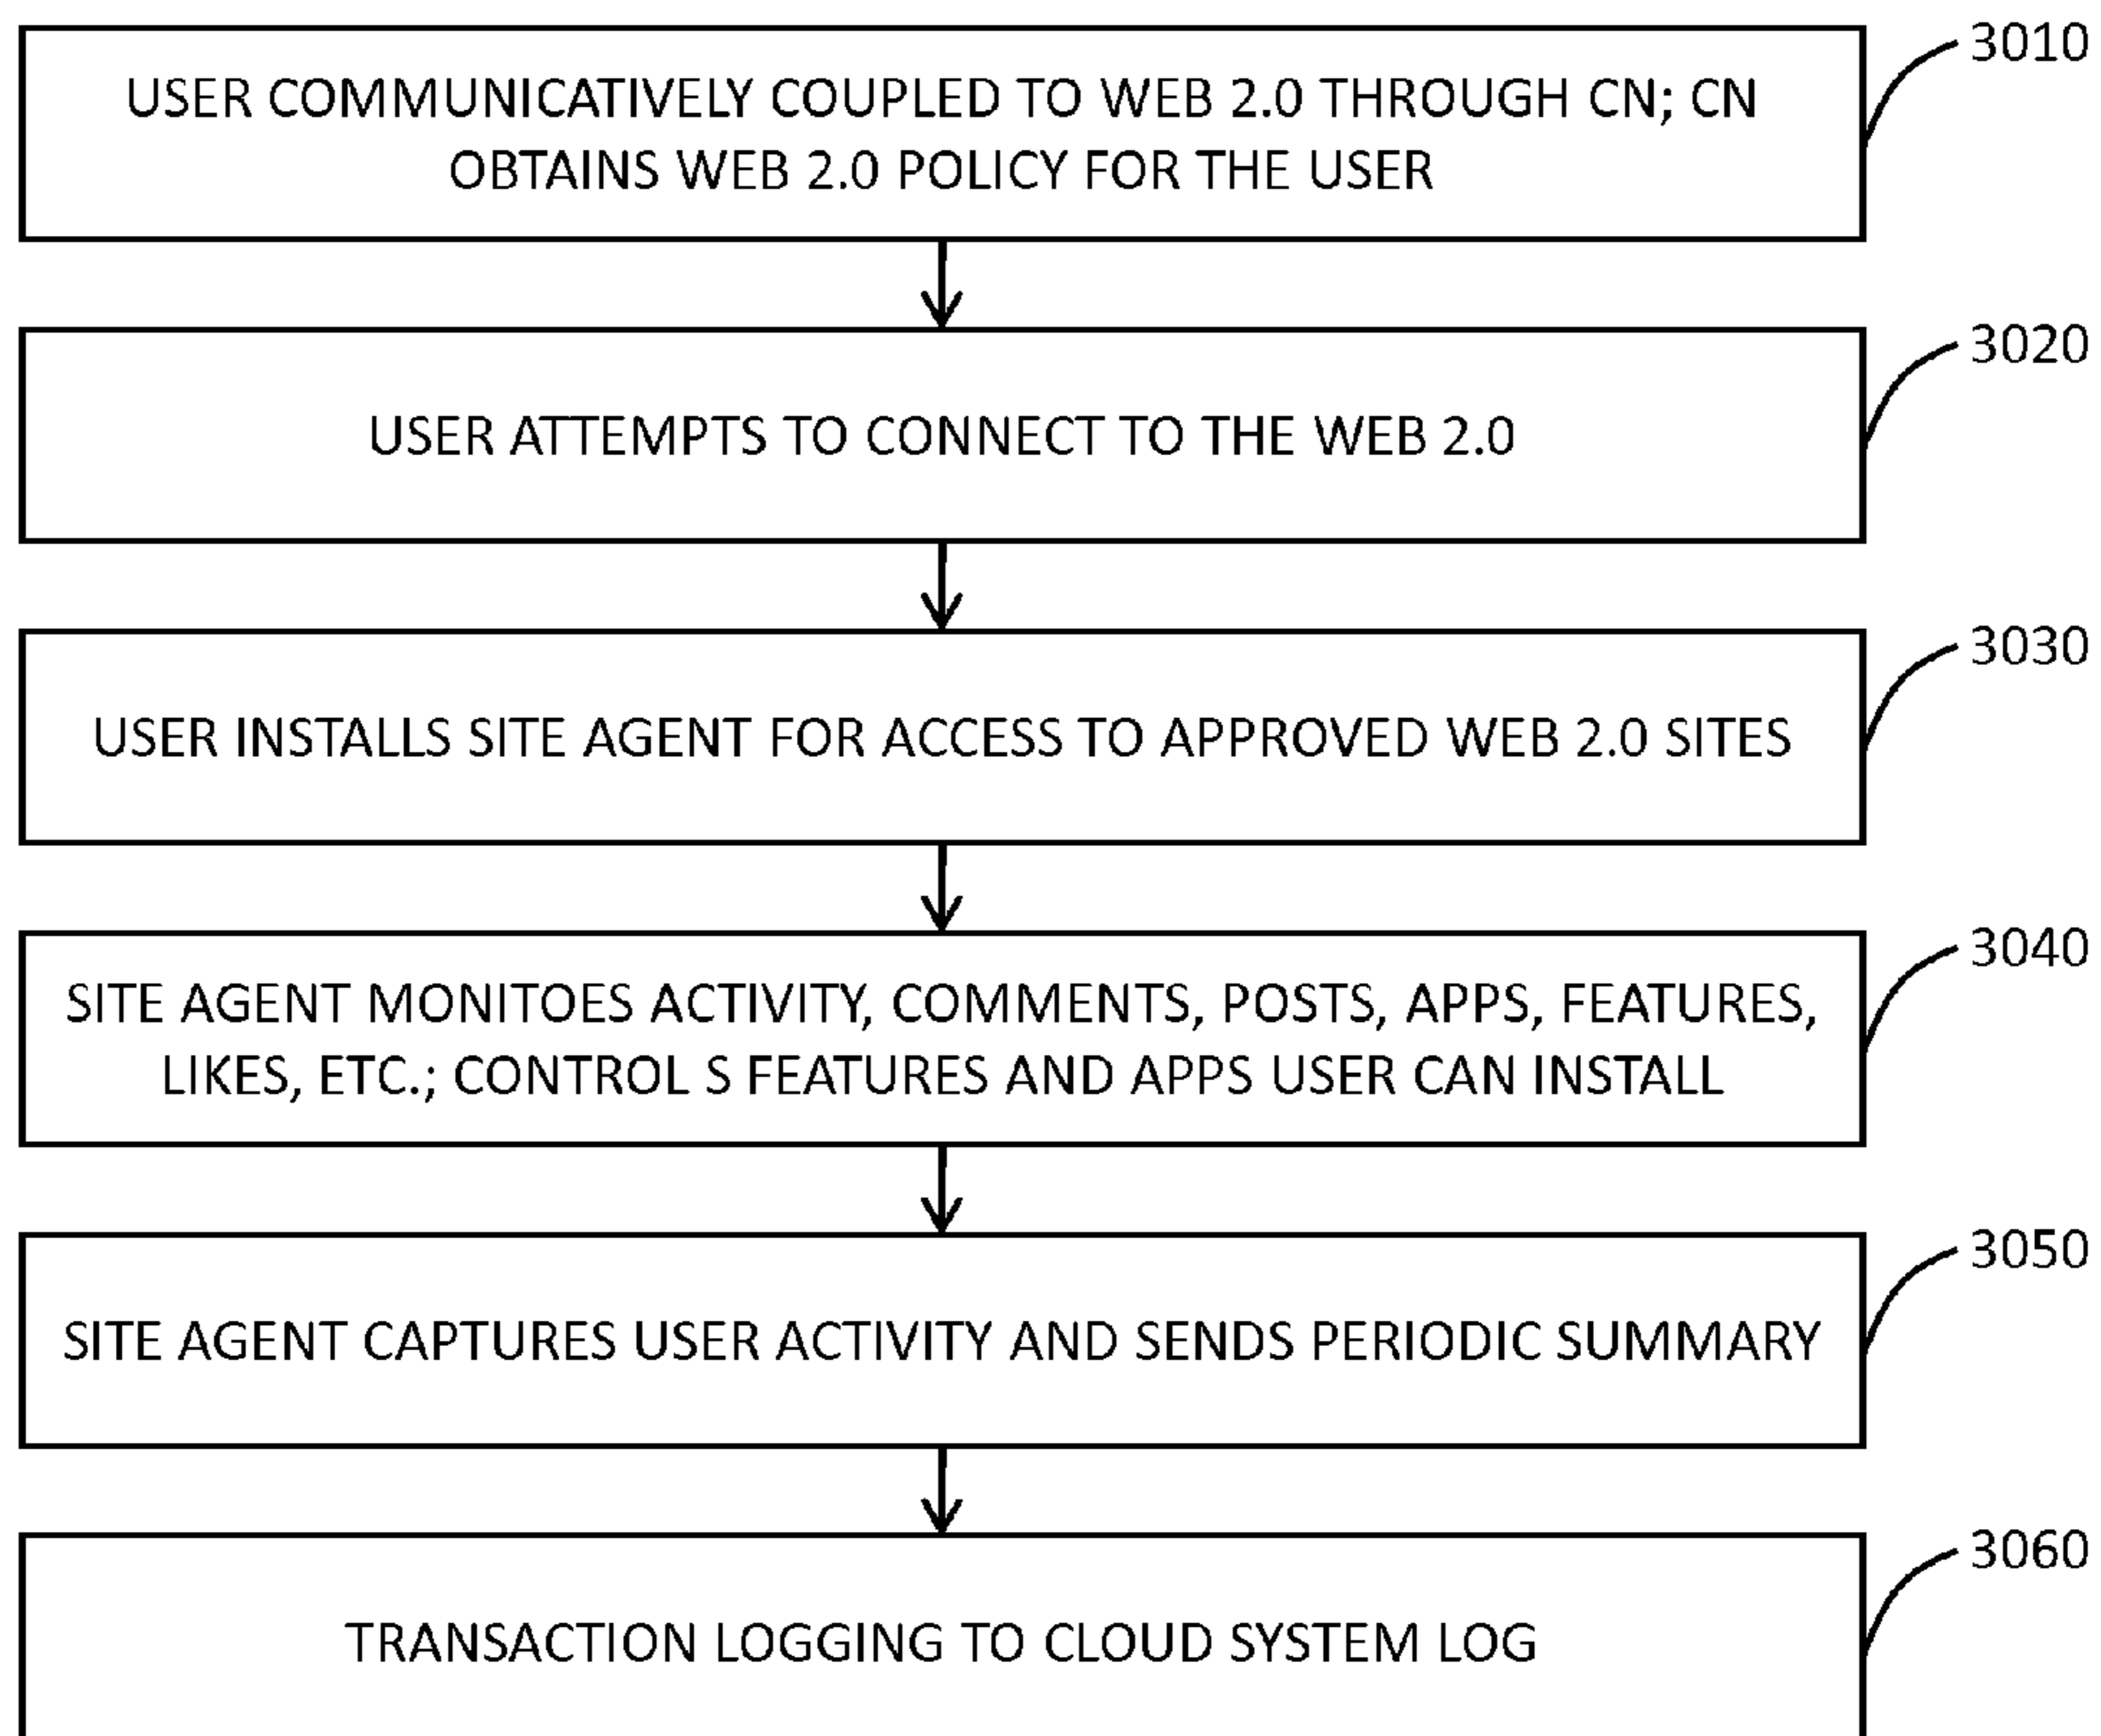 3010
USER COMMUNICATIVELY COUPLED TO WEB 2.0 THROUGH CN; CN
OBTAINS WEB 2.0 POLICY FOR THE USER
3020
USER ATTEMPTS TO CONNECT TO THE WEB 2.0
3030
USER INSTALLS SITE AGENT FOR ACCESS TO APPROVED WEB 2.0 SITES
3040
SITE AGENT MONITOES ACTIVITY, COMMENTS, POSTS, APPS, FEATURES,
LIKES, ETC.; CONTROL S FEATURES AND APPS USER CAN INSTALL
3050
SITE AGENT CAPTURES USER ACTIVITY AND SENDS PERIODIC SUMMARY
3060
TRANSACTION LOGGING TO CLOUD SYSTEM LOG